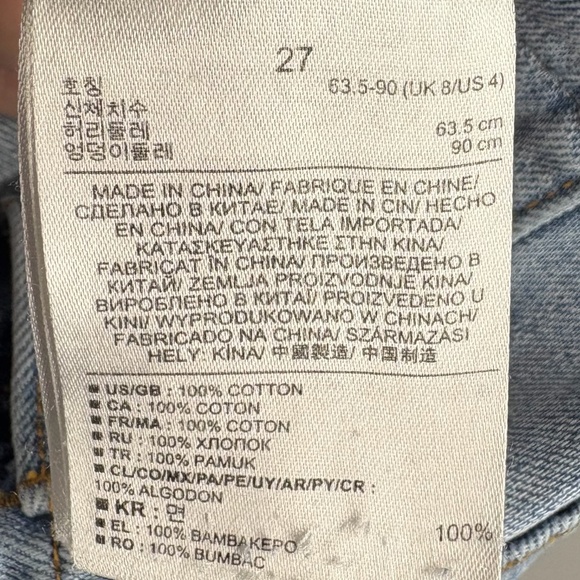 27
호칭 63.5-90 (UK 8/US 4)
신체치수
허리둘레 63.5 cm
엉덩이둘레 90 cm
MADE IN CHINA/ FABRIQUE EN CHINE/
СДЕЛАНО В КИТАЕ/ MADE IN CIN/ HECHO
EN CHINA/ CON TELA IMPORTADA/
ΚΑΤΑΣΚΕΥΑΣΤΗΚΕ ΣΤΗΝ ΚΙΝΑ/
FABRICAT ÎN CHINA/ ПРОИЗВЕДЕНО В
КИТАЙ/ ZEMLJA PROIZVODNJE KINA/
ВИРОБЛЕНО В КИТАЇ/ PROIZVEDENO U
KINI/ WYPRODUKOWANO W CHINACH/
FABRICADO NA CHINA/ SZÁRMAZÁSI
HELY: KÍNA/ 中國製造/ 中国制造
US/GB : 100% COTTON
CA : 100% COTON
FR/MA : 100% COTON
RU : 100% ХЛОПОК
TR : 100% PAMUK
CL/CO/MX/PA/PE/UY/AR/PY/CR :
100% ALGODON
KR : 면 100%
EL : 100% ΒΑΜΒΑΚΕΡΟ
RO : 100% BUMBAC